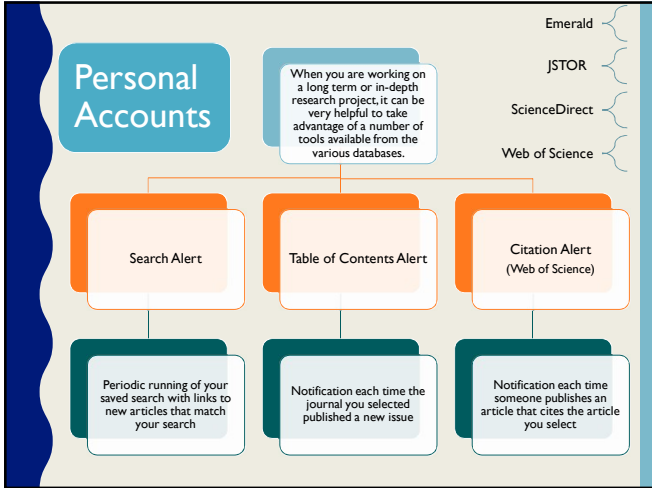 Personal
Accounts
When you are working on
a long term or in-depth
research project, it can be
very helpful to take
advantage of a number of
tools available from the
various databases.
Emerald
JSTOR
ScienceDirect
Web of Science
Search Alert
Table of Contents Alert
Citation Alert
(Web of Science)
Periodic running of your
saved search with links to
new articles that match
your search
Notification each time the
journal you selected
published a new issue
Notification each time
someone publishes an
article that cites the article
you select